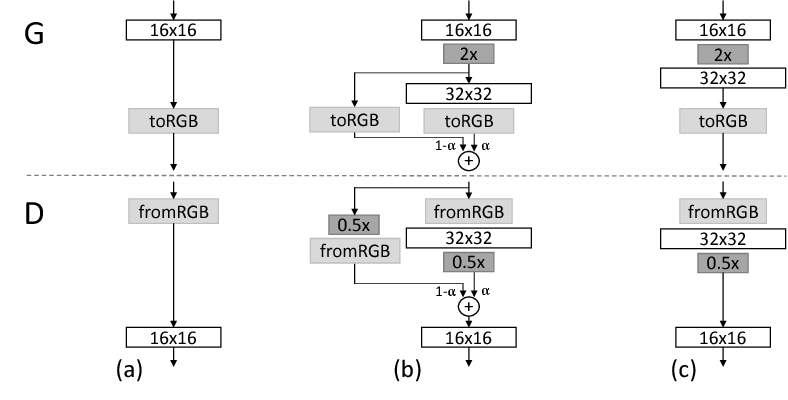 G
16x16
toRGB
16x16
2x
32x32
toRGB
toRGB
1-α
α
+
16x16
2x
32x32
toRGB
D
fromRGB
16x16
fromRGB
0.5x
32x32
fromRGB
0.5x
1-α
α
+
16x16
fromRGB
32x32
0.5x
16x16
(a)
(b)
(c)